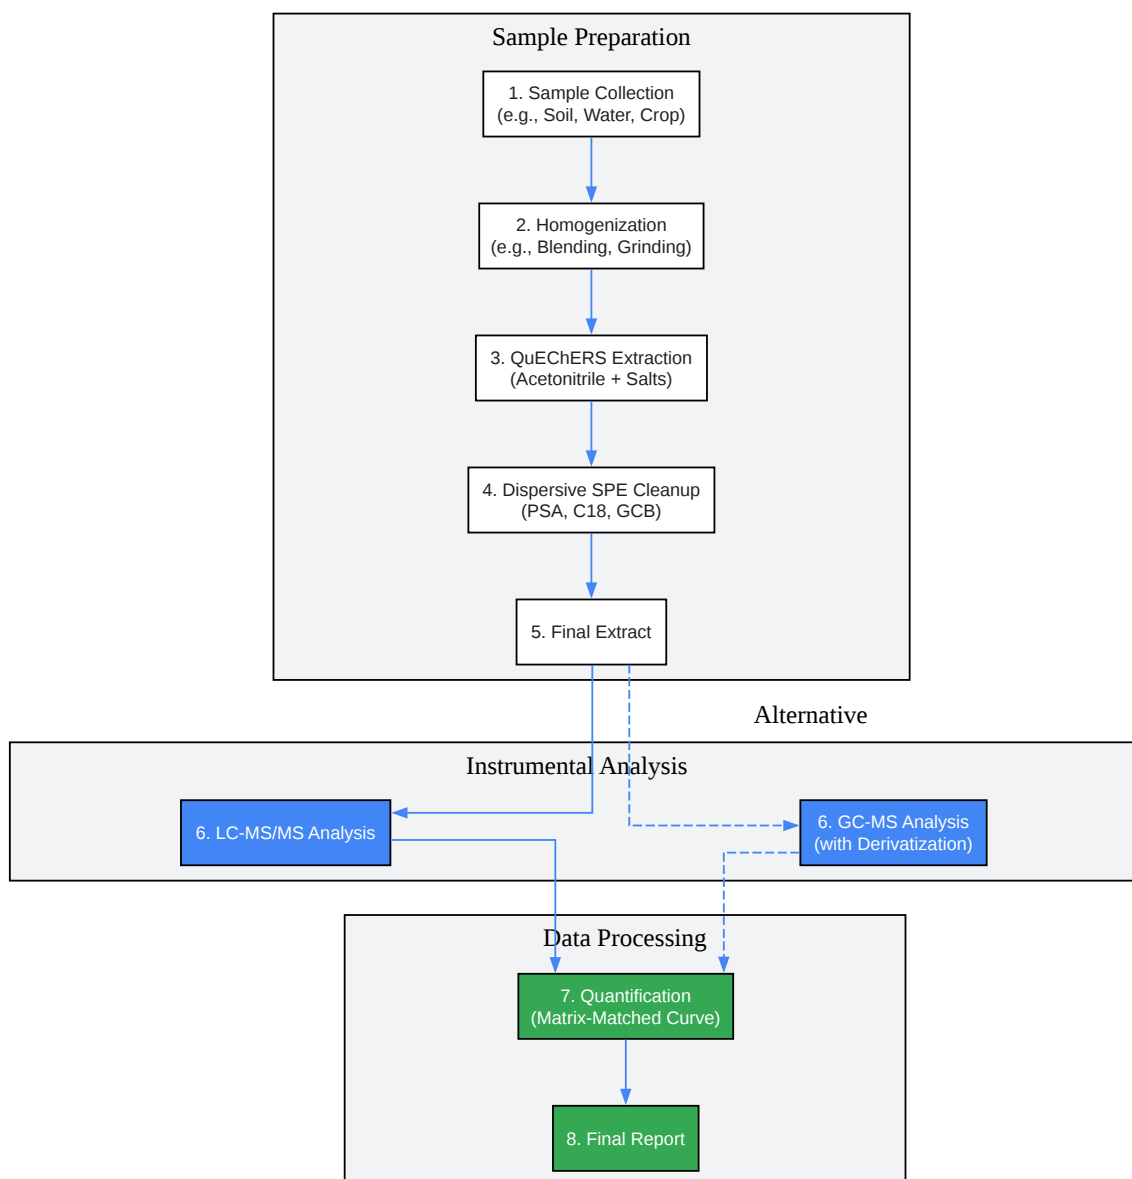 Sample Preparation
1. Sample Collection
(e.g., Soil, Water, Crop)
2. Homogenization
(e.g., Blending, Grinding)
3. QuEChERS Extraction
(Acetonitrile + Salts)
4. Dispersive SPE Cleanup
(PSA, C18, GCB)
5. Final Extract
Alternative
Instrumental Analysis
6. LC-MS/MS Analysis
6. GC-MS Analysis
(with Derivatization)
Data Processing
7. Quantification
(Matrix-Matched Curve)
8. Final Report